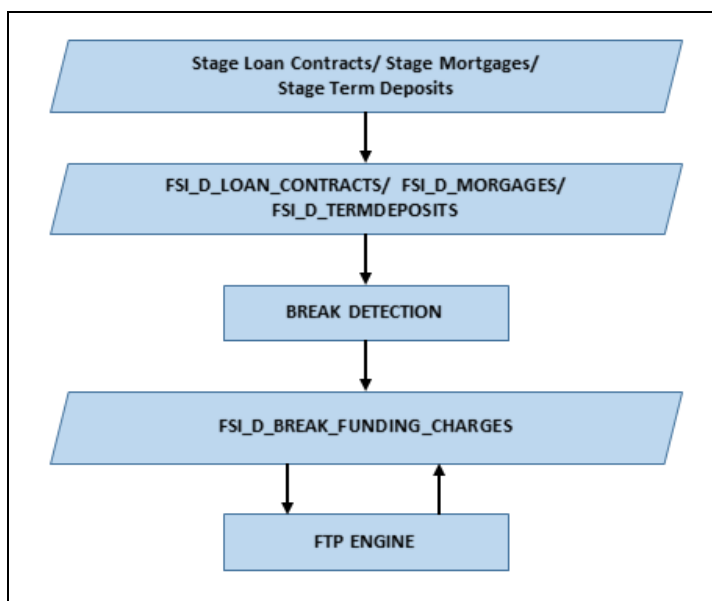 Stage Loan Contracts/ Stage Mortgages/
Stage Term Deposits
FSI_D_LOAN_CONTRACTS/ FSI_D_MORGAGES/
FSI_D_TERMDEPOSITS
BREAK DETECTION
FSI_D_BREAK_FUNDING_CHARGES
FTP ENGINE